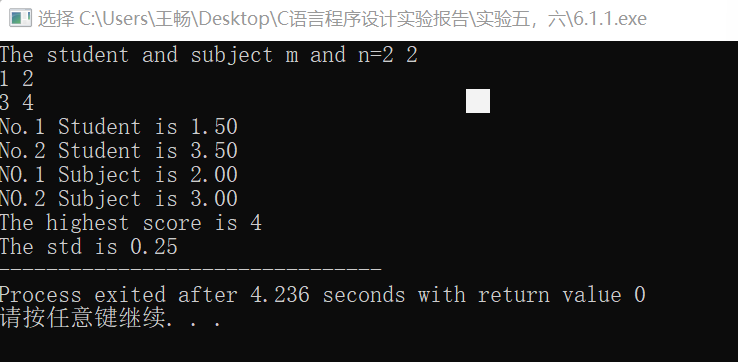 选择 C:\Users\王畅\Desktop\C语言程序设计实验报告\实验五，六\6.1.1.exe
The student and subject m and n=2 2
1 2
3 4
No.1 Student is 1.50
No.2 Student is 3.50
NO.1 Subject is 2.00
NO.2 Subject is 3.00
The highest score is 4
The std is 0.25
--------------------------------
Process exited after 4.236 seconds with return value 0
请按任意键继续. . .